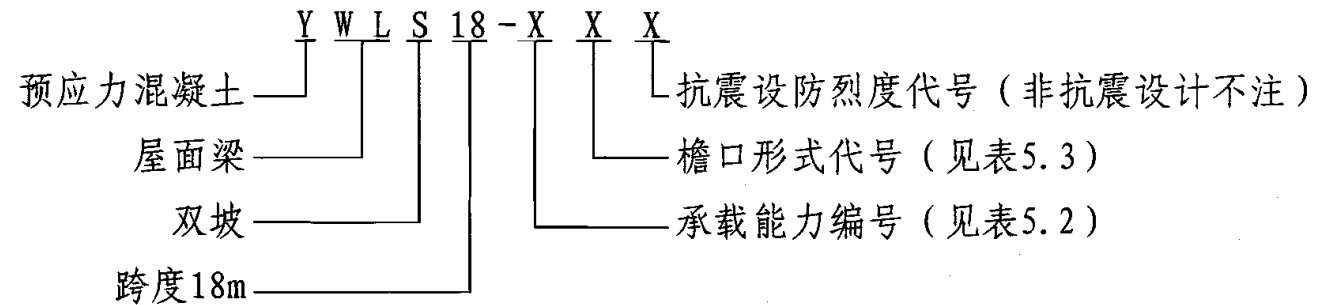 YWLS18-XXX
预应力混凝土 抗震设防烈度代号（非抗震设计不注）
屋面梁 檐口形式代号（见表5.3）
双坡 承载能力编号（见表5.2）
跨度18m